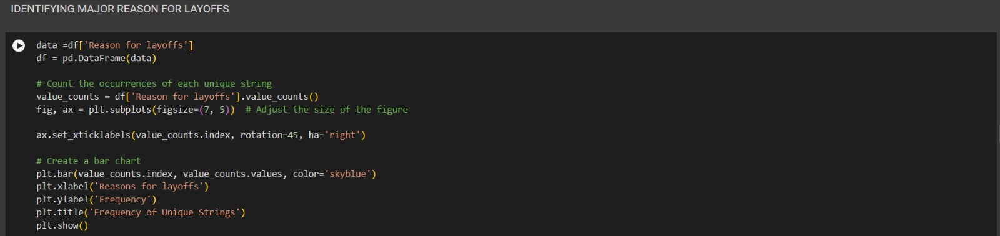 IDENTIFYING MAJOR REASON FOR LAYOFFS
data =df['Reason for layoffs']
df = pd.DataFrame(data)
# Count the occurrences of each unique string
value_counts = df['Reason for layoffs'].value_counts()
fig, ax = plt.subplots(figsize=(7, 5))  # Adjust the size of the figure
ax.set_xticklabels(value_counts.index, rotation=45, ha='right')
# Create a bar chart
plt.bar(value_counts.index, value_counts.values, color='skyblue')
plt.xlabel('Reasons for layoffs')
plt.ylabel('Frequency')
plt.title('Frequency of Unique Strings')
plt.show()